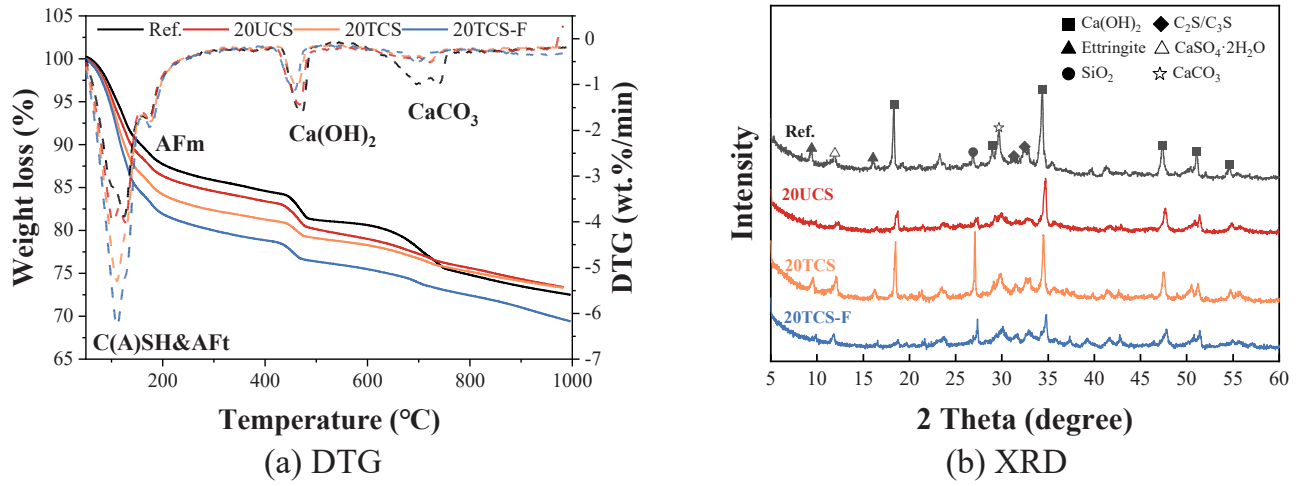 Ref. 20UCS 20TCS 20TCS-F
Weight loss (%)
100
95
90
85
80
75
70
65
0
-1
-2
-3
-4
-5
-6
-7
DTG (wt.%/min)
AFm
Ca(OH)₂
CaCO₃
C(A)SH&AFt
200 400 600 800 1000
Temperature (℃)
(a) DTG
Ca(OH)₂ C₂S/C₃S
Ettringite CaSO₄·2H₂O
SiO₂ CaCO₃
Intensity
Ref.
20UCS
20TCS
20TCS-F
5 10 15 20 25 30 35 40 45 50 55 60
2 Theta (degree)
(b) XRD